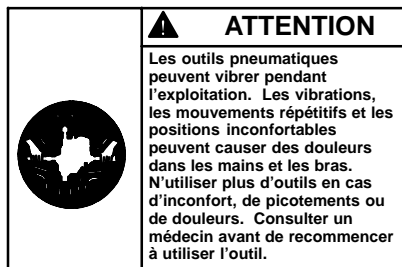 ATTENTION
Les outils pneumatiques
peuvent vibrer pendant
l'exploitation. Les vibrations,
les mouvements répétitifs et les
positions inconfortables
peuvent causer des douleurs
dans les mains et les bras.
N'utiliser plus d'outils en cas
d'inconfort, de picotements ou
de douleurs. Consulter un
médecin avant de recommencer
à utiliser l'outil.